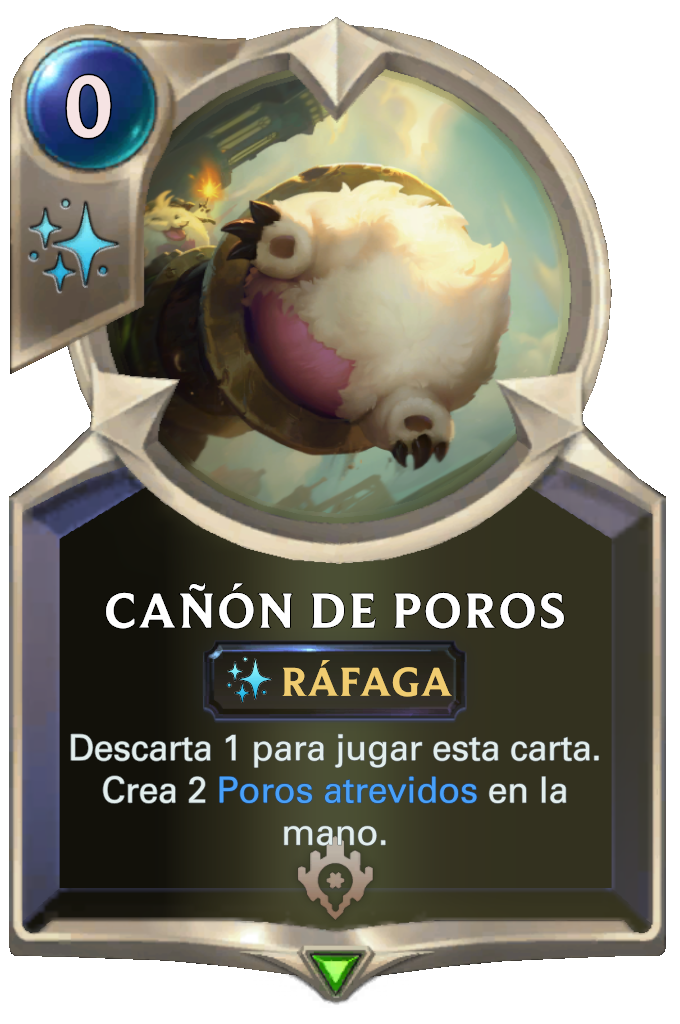 0
CAÑÓN DE POROS
RÁFAGA
Descarta 1 para jugar esta carta.
Crea 2 Poros atrevidos en la
mano.